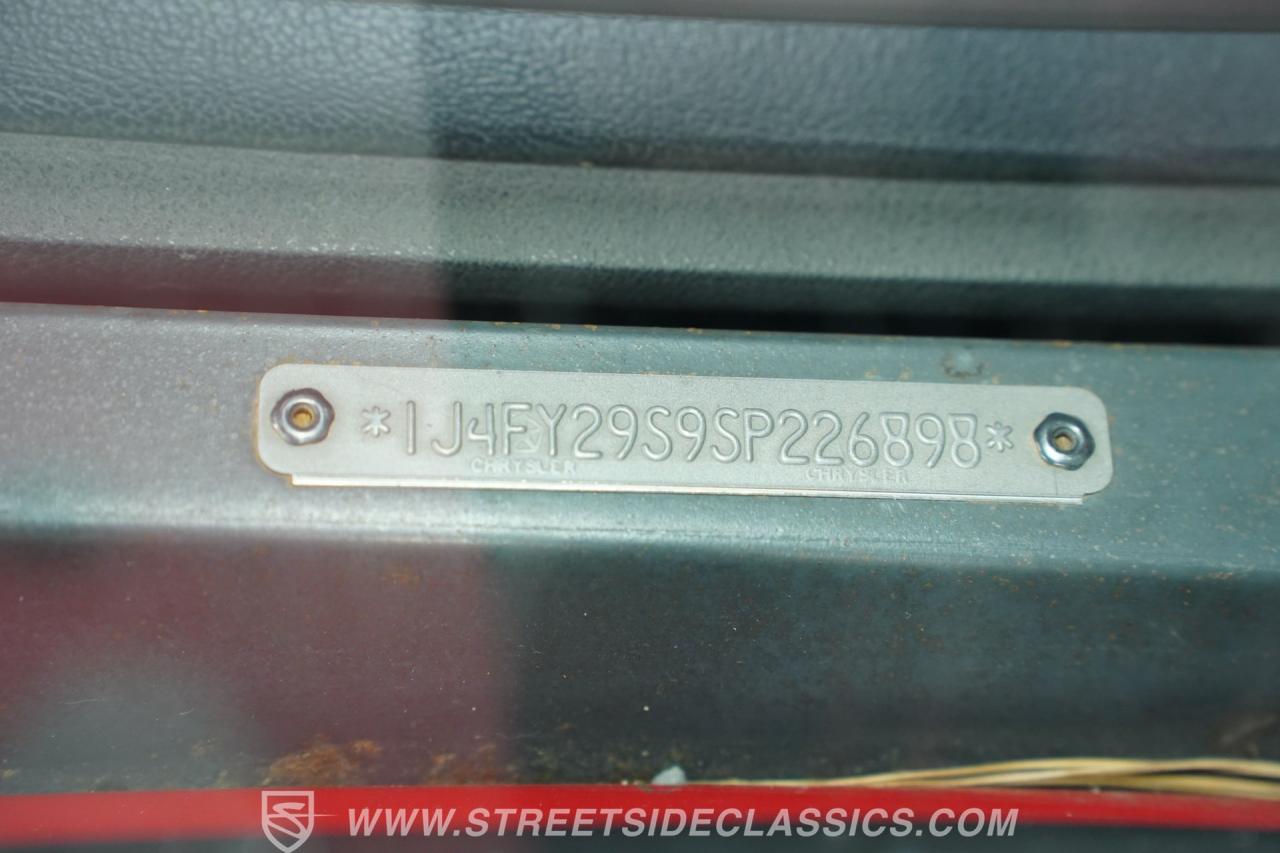 *1J4FY29S9SP226898*
CHRYSLER CHRYSLER
WWW.STREETSIDECLASSICS.COM